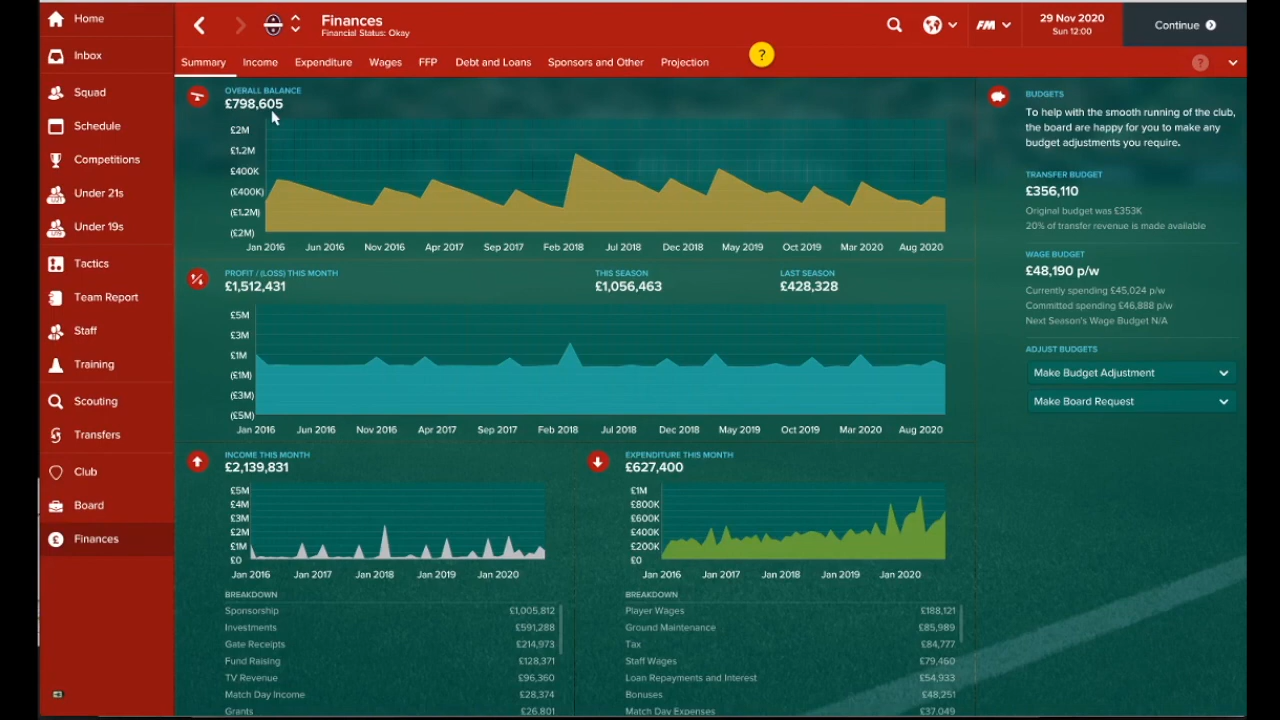 Home
Inbox
Squad
Schedule
Competitions
Under 21s
Under 19s
Tactics
Team Report
Staff
Training
Scouting
Transfers
Club
Board
Finances
Finances
Financial Status: Okay
FM
29 Nov 2020
Sun 12:00
Continue
Summary Income Expenditure Wages FFP Debt and Loans Sponsors and Other Projection
?
?
OVERALL BALANCE
£798,605
£2M
£1.2M
£400K
(£400K)
(£1.2M)
(£2M)
Jan 2016 Jun 2016 Nov 2016 Apr 2017 Sep 2017 Feb 2018 Jul 2018 Dec 2018 May 2019 Oct 2019 Mar 2020 Aug 2020
PROFIT / (LOSS) THIS MONTH
£1,512,431
THIS SEASON
£1,056,463
LAST SEASON
£428,328
£5M
£3M
£1M
(£1M)
(£3M)
(£5M)
Jan 2016 Jun 2016 Nov 2016 Apr 2017 Sep 2017 Feb 2018 Jul 2018 Dec 2018 May 2019 Oct 2019 Mar 2020 Aug 2020
INCOME THIS MONTH
£2,139,831
£5M
£4M
£3M
£2M
£1M
£0
Jan 2016 Jan 2017 Jan 2018 Jan 2019 Jan 2020
BREAKDOWN
Sponsorship £1,005,812
Investments £591,288
Gate Receipts £214,973
Fund Raising £128,371
TV Revenue £96,360
Match Day Income £28,374
Grants £26,801
EXPENDITURE THIS MONTH
£627,400
£1M
£800K
£600K
£400K
£200K
£0
Jan 2016 Jan 2017 Jan 2018 Jan 2019 Jan 2020
BREAKDOWN
Player Wages £188,121
Ground Maintenance £85,989
Tax £84,777
Staff Wages £79,460
Loan Repayments and Interest £54,933
Bonuses £48,251
Match Day Expenses £37,049
BUDGETS
To help with the smooth running of the club,
the board are happy for you to make any
budget adjustments you require.
TRANSFER BUDGET
£356,110
Original budget was £353K
20% of transfer revenue is made available
WAGE BUDGET
£48,190 p/w
Currently spending £45,024 p/w
Committed spending £46,888 p/w
Next Season's Wage Budget N/A
ADJUST BUDGETS
Make Budget Adjustment
Make Board Request